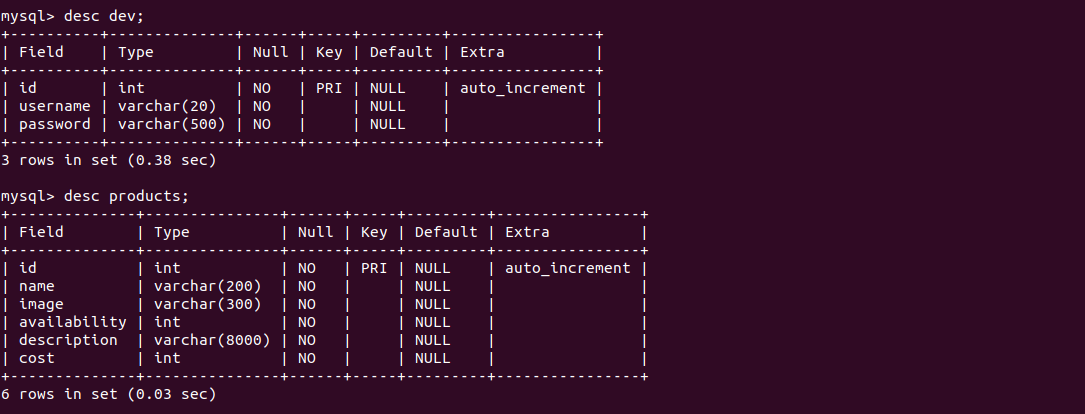 mysql> desc dev;
+----------+--------------+------+-----+---------+----------------+
| Field    | Type         | Null | Key | Default | Extra          |
+----------+--------------+------+-----+---------+----------------+
| id       | int          | NO   | PRI | NULL    | auto_increment |
| username | varchar(20)  | NO   |     | NULL    |                |
| password | varchar(500) | NO   |     | NULL    |                |
+----------+--------------+------+-----+---------+----------------+
3 rows in set (0.38 sec)

mysql> desc products;
+--------------+---------------+------+-----+---------+----------------+
| Field        | Type          | Null | Key | Default | Extra          |
+--------------+---------------+------+-----+---------+----------------+
| id           | int           | NO   | PRI | NULL    | auto_increment |
| name         | varchar(200)  | NO   |     | NULL    |                |
| image        | varchar(300)  | NO   |     | NULL    |                |
| availability | int           | NO   |     | NULL    |                |
| description  | varchar(8000) | NO   |     | NULL    |                |
| cost         | int           | NO   |     | NULL    |                |
+--------------+---------------+------+-----+---------+----------------+
6 rows in set (0.03 sec)